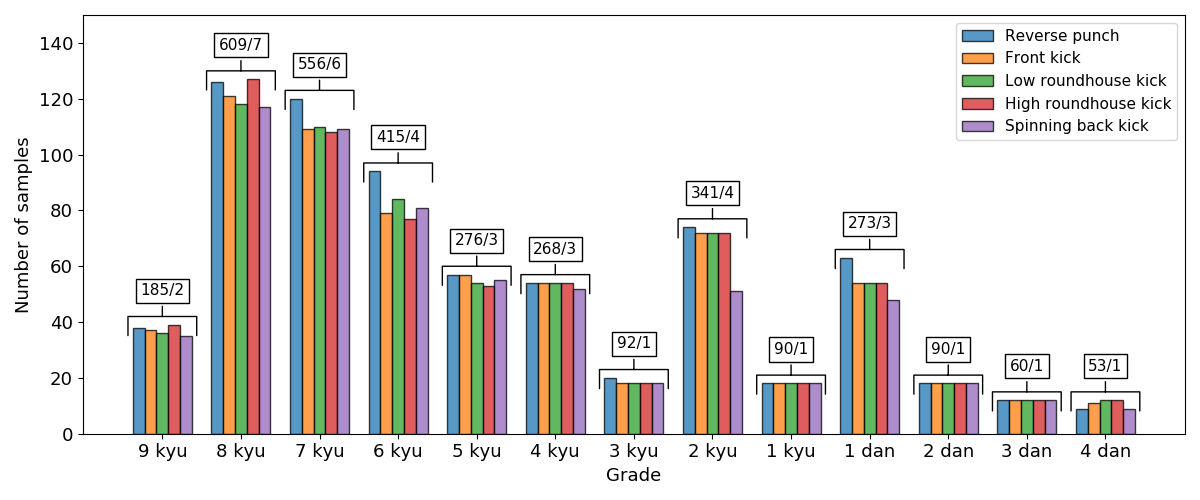 Reverse punch
Front kick
Low roundhouse kick
High roundhouse kick
Spinning back kick
Number of samples
140
120
100
80
60
40
20
0
185/2
609/7
556/6
415/4
276/3
268/3
92/1
341/4
90/1
273/3
90/1
60/1
53/1
9 kyu
8 kyu
7 kyu
6 kyu
5 kyu
4 kyu
3 kyu
2 kyu
1 kyu
1 dan
2 dan
3 dan
4 dan
Grade